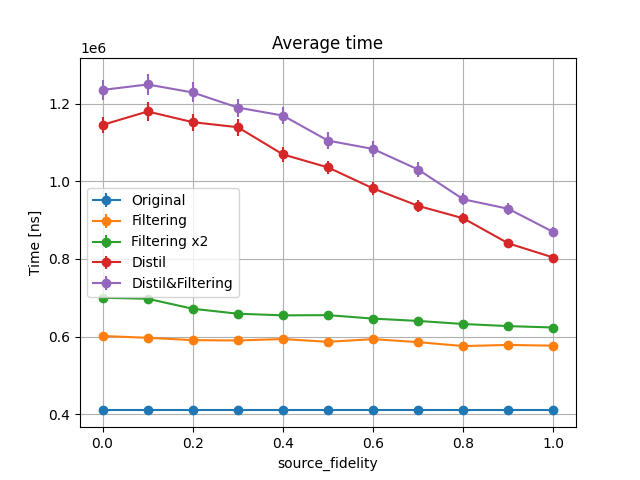 Average time
1e6
1.2
1.0
0.8
0.6
0.4
Time [ns]
Original
Filtering
Filtering x2
Distil
Distil&Filtering
0.0 0.2 0.4 0.6 0.8 1.0
source_fidelity